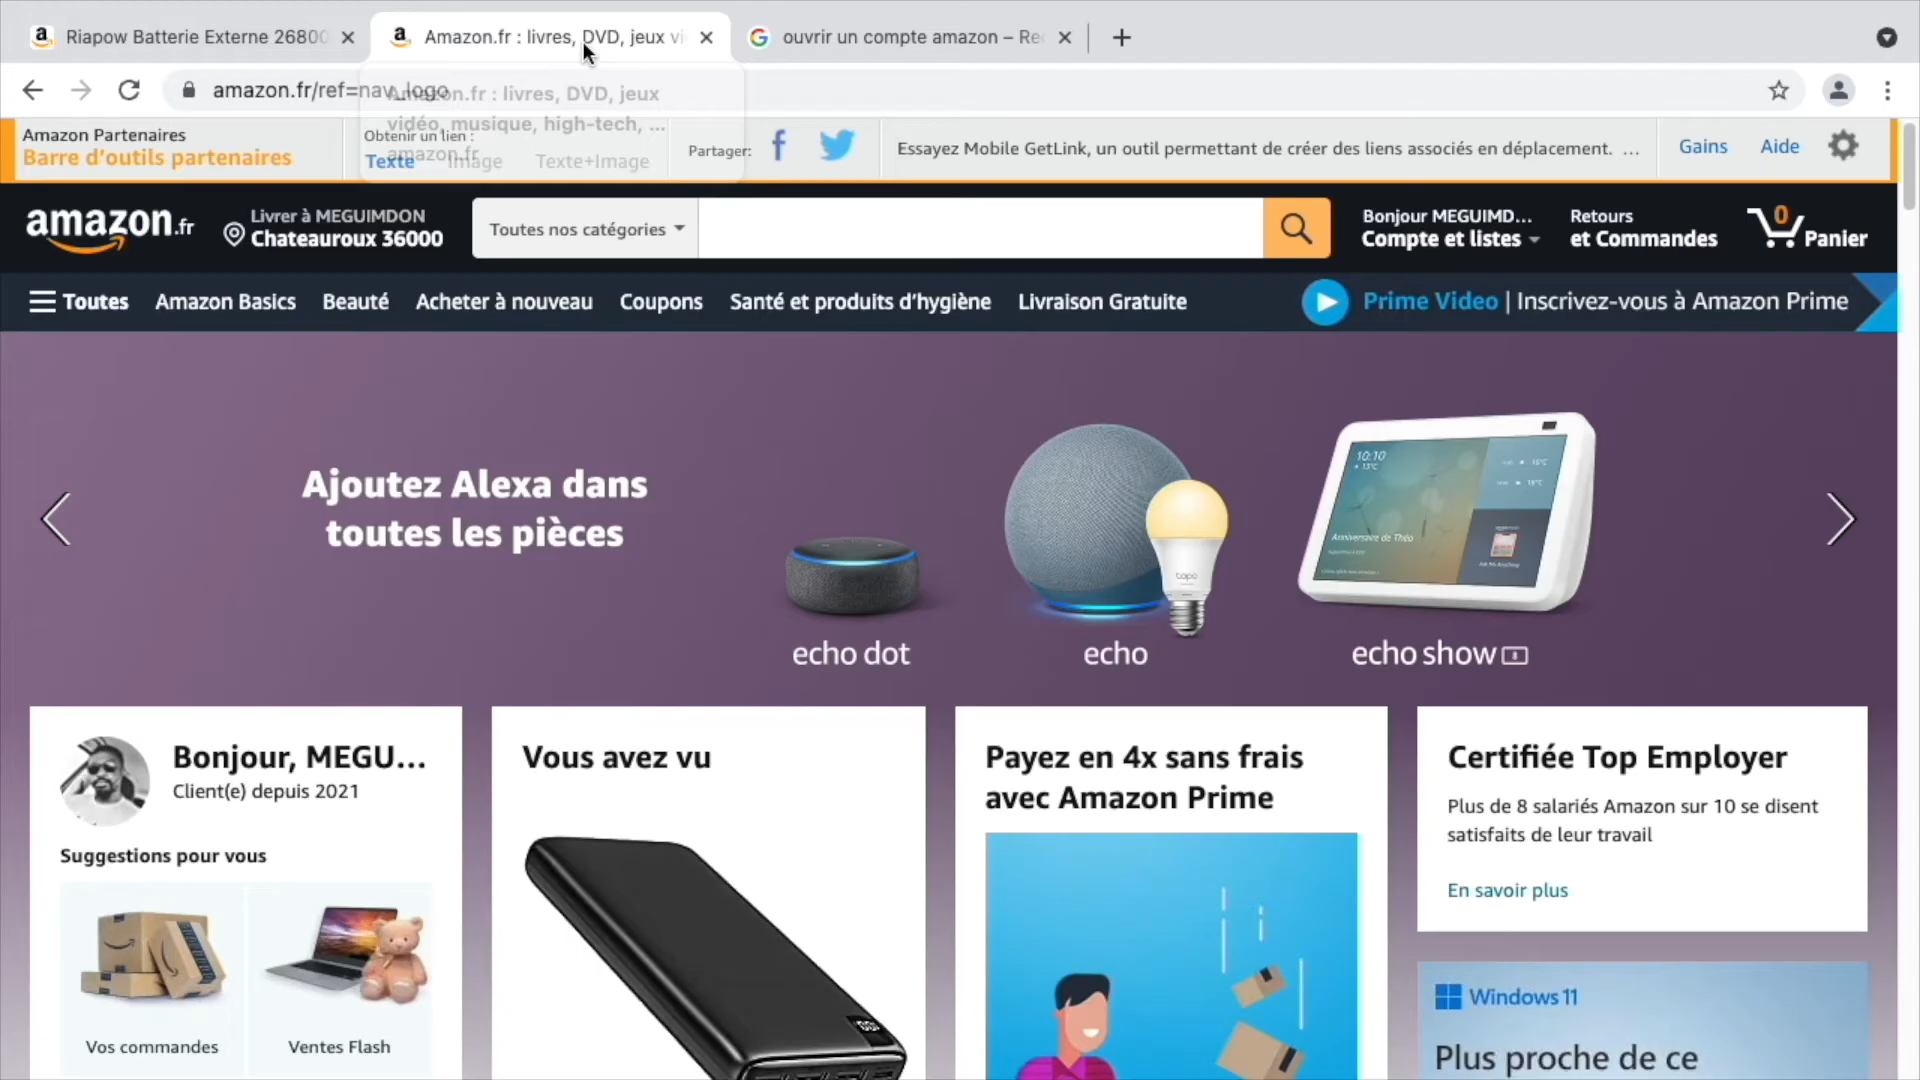 Riapow Batterie Externe 26800
Amazon.fr : livres, DVD, jeux vi
ouvrir un compte amazon – Re
amazon.fr/ref=nav_logo
Amazon.fr : livres, DVD, jeux
vidéo, musique, high-tech, ...
amazon.fr
Amazon Partenaires
Barre d'outils partenaires
Obtenir un lien :
Texte Image Texte+Image
Partager:
Essayez Mobile GetLink, un outil permettant de créer des liens associés en déplacement. ...
Gains Aide
amazon.fr
Livrer à MEGUIMDON
Chateauroux 36000
Toutes nos catégories
Bonjour MEGUIMD...
Compte et listes
Retours
et Commandes
0
Panier
Toutes Amazon Basics Beauté Acheter à nouveau Coupons Santé et produits d'hygiène Livraison Gratuite
Prime Video | Inscrivez-vous à Amazon Prime
Ajoutez Alexa dans
toutes les pièces
10:10
Anniversaire de Théo
tapo
echo dot
echo
echo show 8
Bonjour, MEGU...
Client(e) depuis 2021
Suggestions pour vous
Vos commandes
Ventes Flash
Vous avez vu
Payez en 4x sans frais
avec Amazon Prime
Certifiée Top Employer
Plus de 8 salariés Amazon sur 10 se disent
satisfaits de leur travail
En savoir plus
Windows 11
Plus proche de ce